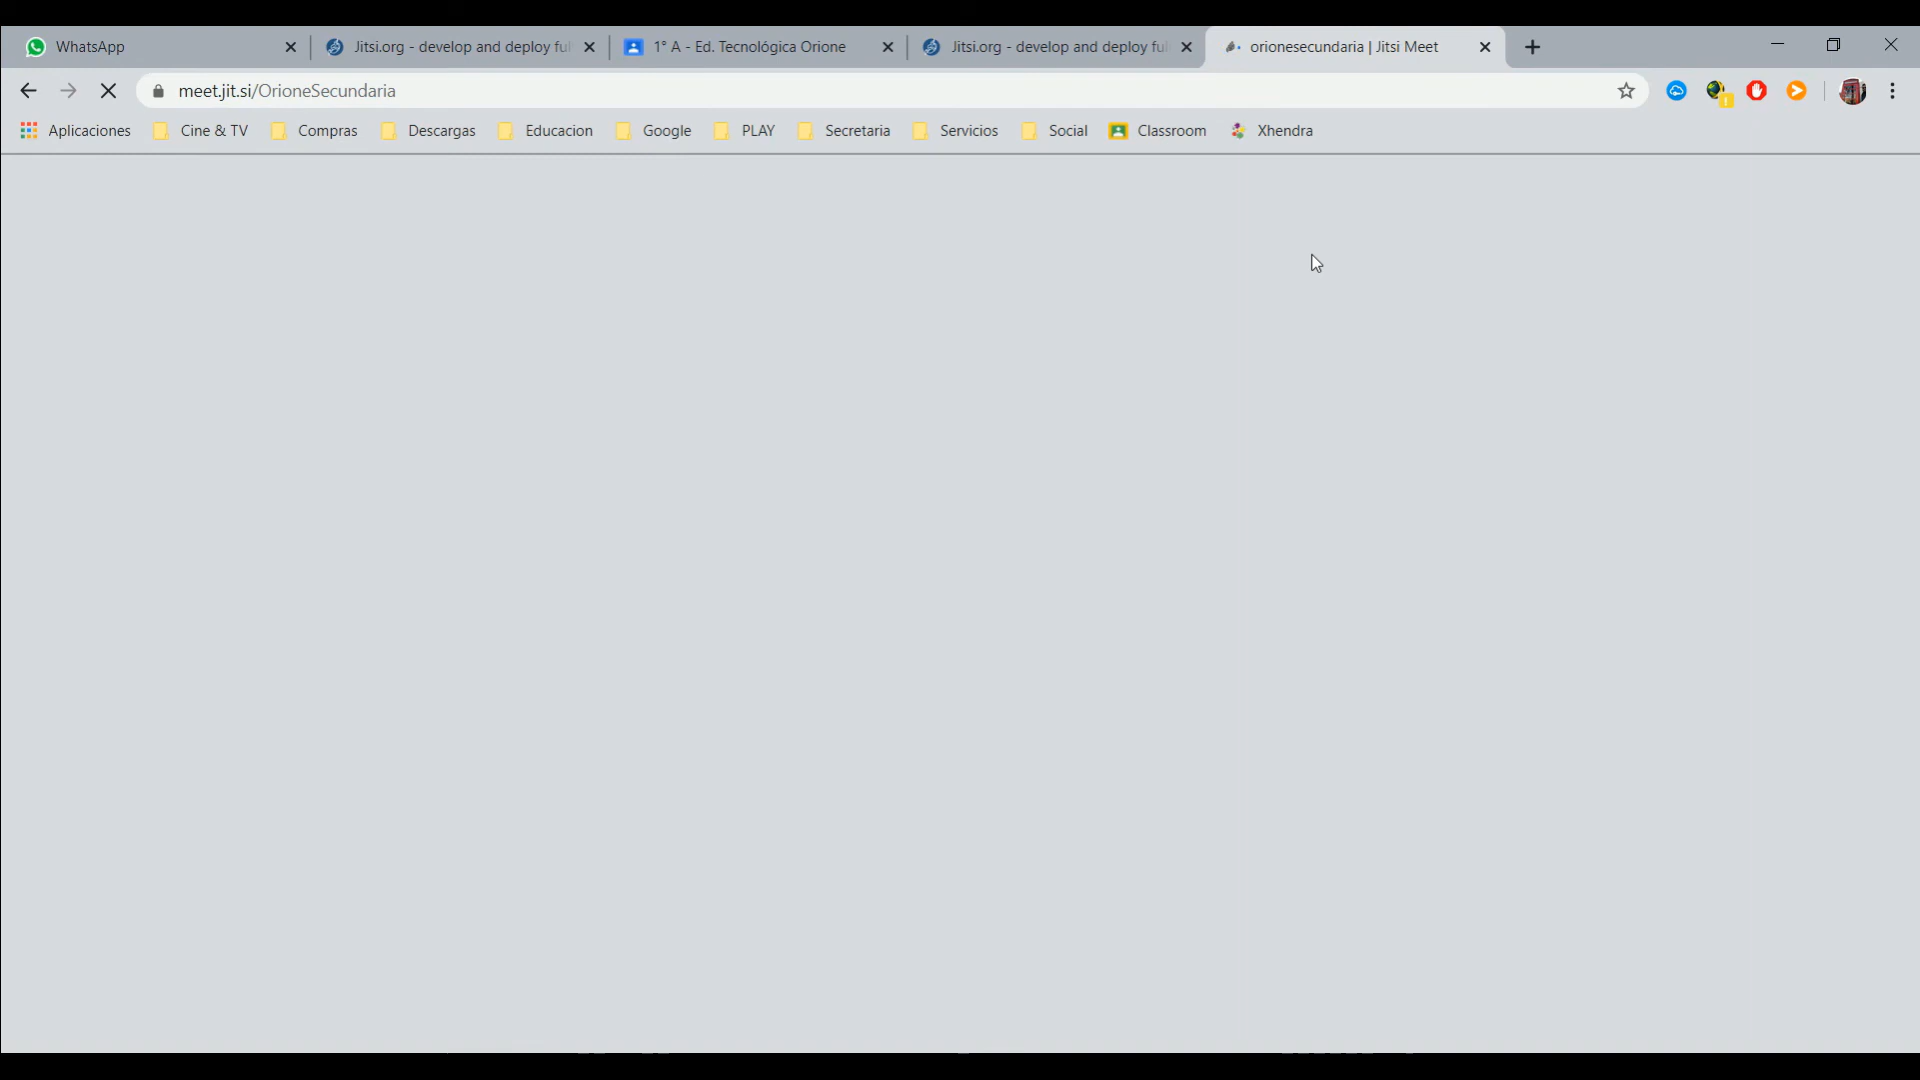 WhatsApp
Jitsi.org - develop and deploy ful
1° A - Ed. Tecnológica Orione
Jitsi.org - develop and deploy ful
orionesecundaria | Jitsi Meet
meet.jit.si/OrioneSecundaria
Aplicaciones
Cine & TV
Compras
Descargas
Educacion
Google
PLAY
Secretaria
Servicios
Social
Classroom
Xhendra